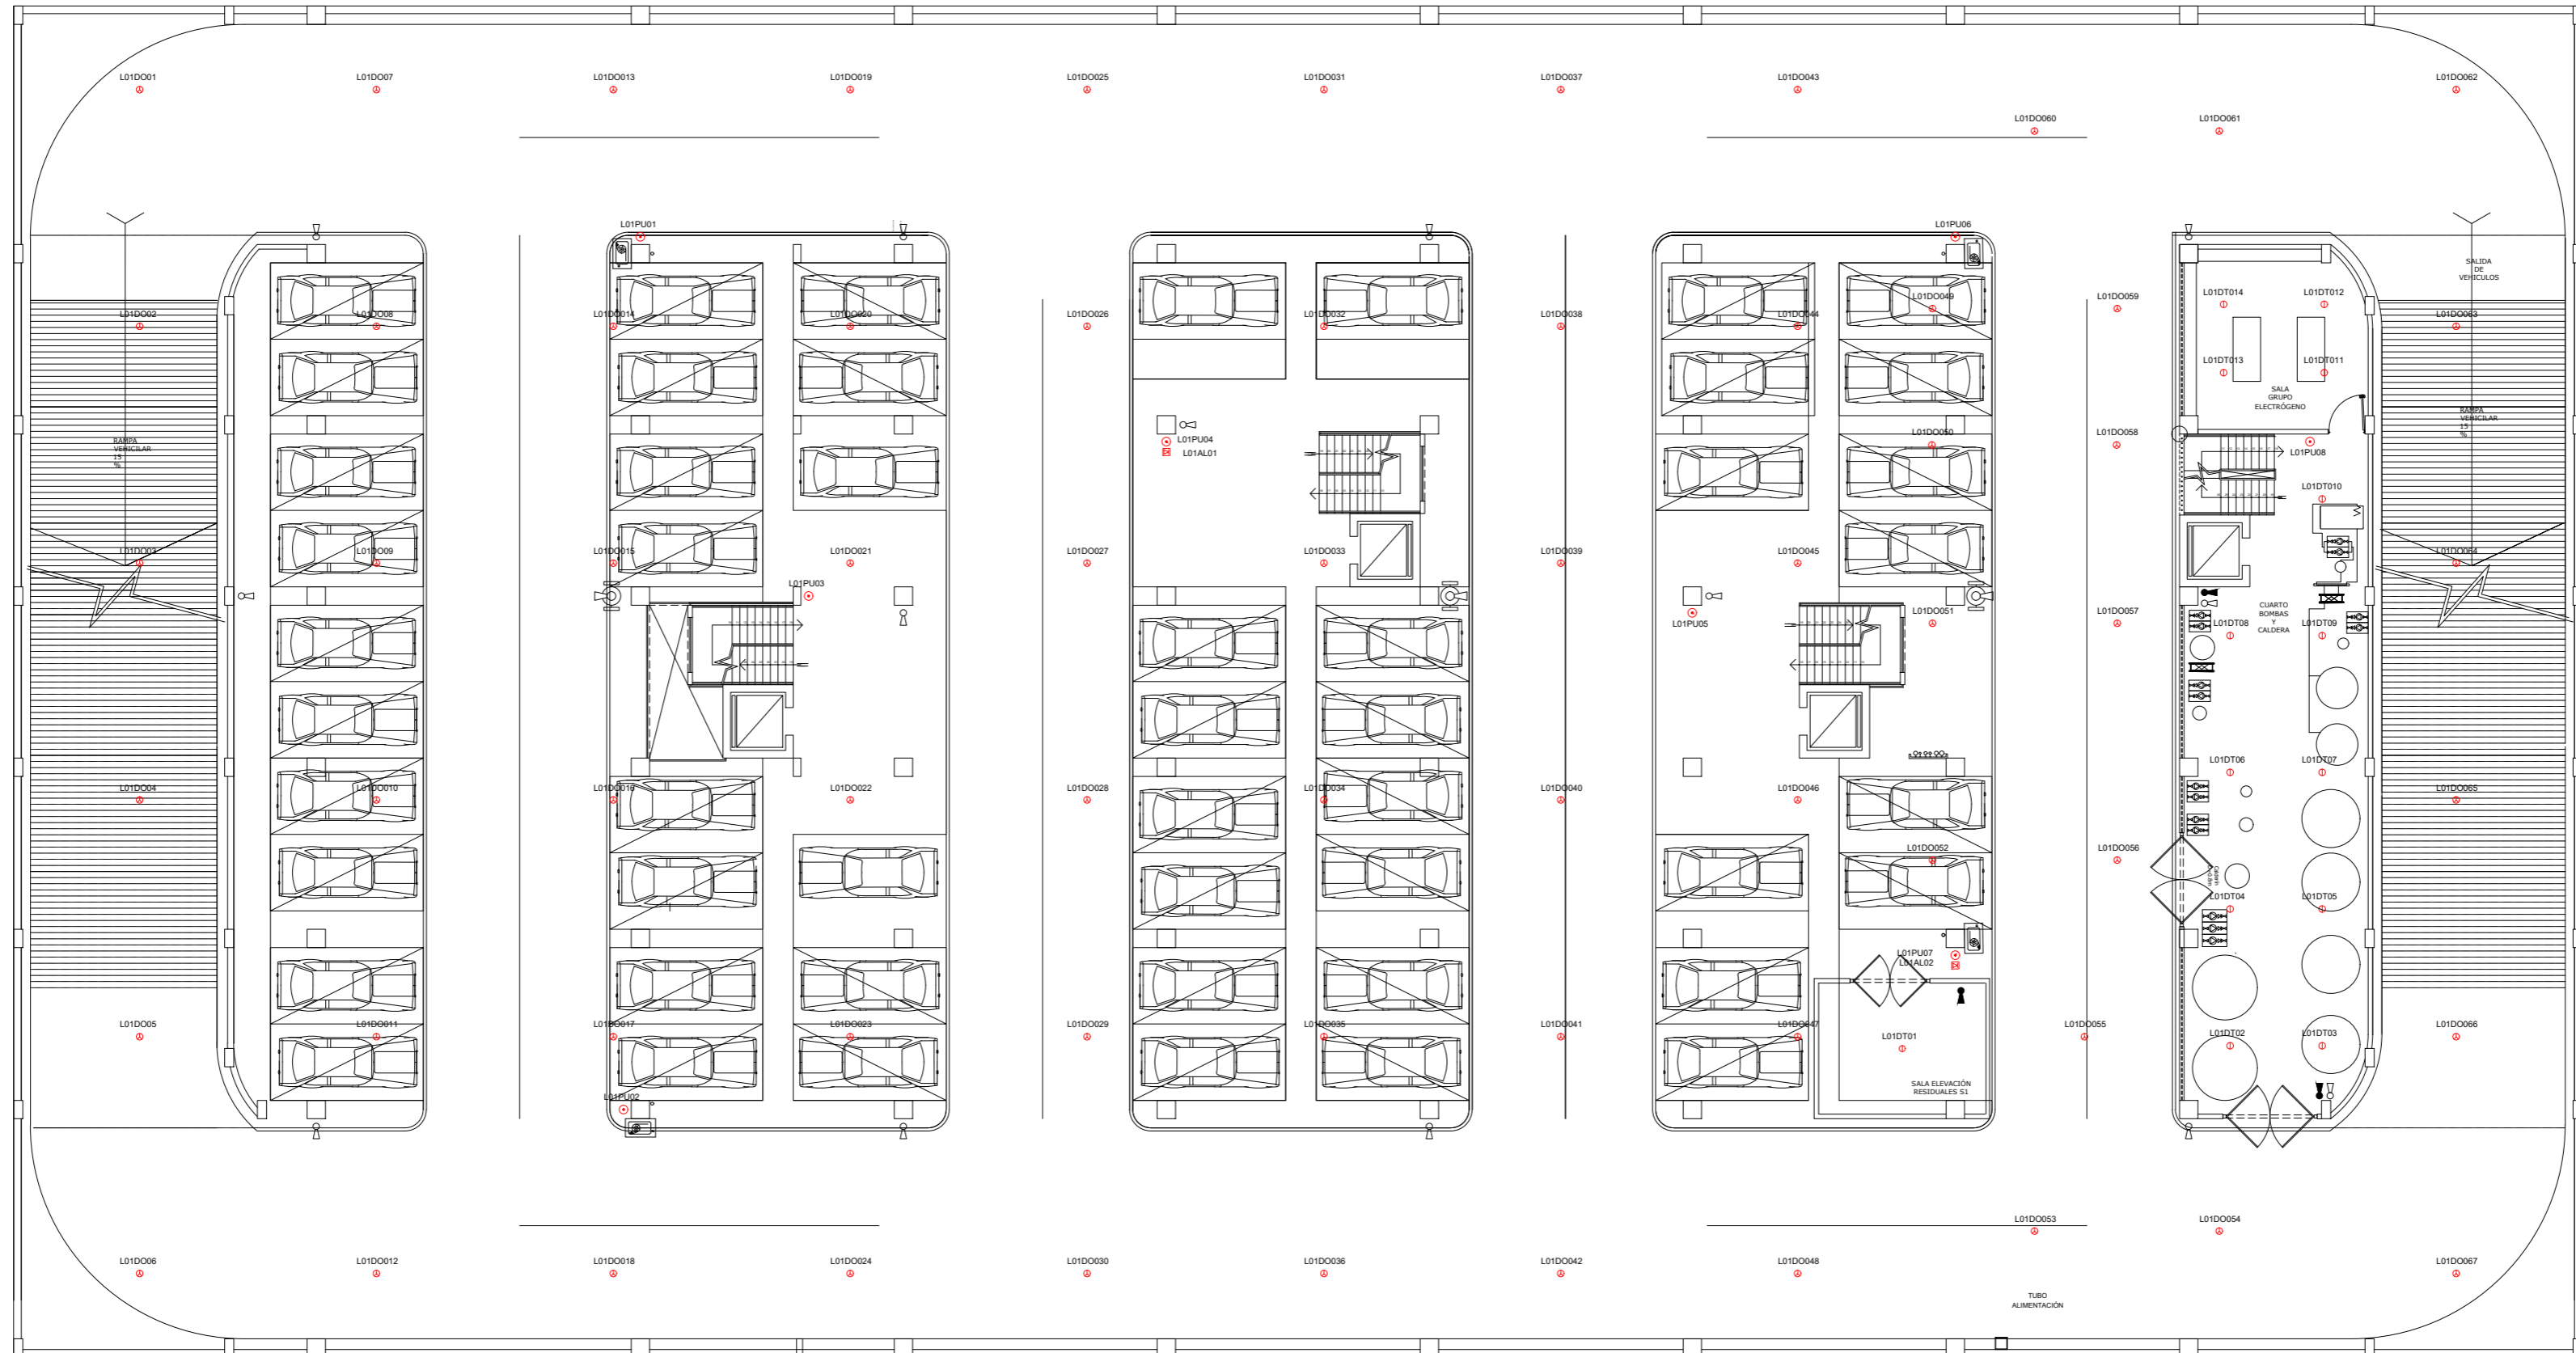 L01DO01 L01DO07 L01DO013 L01DO019 L01DO025 L01DO031 L01DO037 L01DO043 L01DO062
L01DO060 L01DO061
L01PU01 L01PU06
SALIDA
DE
VEHICULOS
L01DO049 L01DO059 L01DT014 L01DT012
L01DO02 L01DO08 L01DO014 L01DO020 L01DO026 L01DO032 L01DO038 L01DO044 L01DO063
L01DT013 L01DT011
SALA
GRUPO
ELECTRÓGENO
RAMPA
VEHICILAR
15
%
RAMPA
VEHICILAR
15
%
L01PU04 L01DO050 L01DO058
L01AL01 L01PU08
L01DT010
L01DO03 L01DO09 L01DO015 L01DO021 L01DO027 L01DO033 L01DO039 L01DO045 L01DO064
L01PU03
CUARTO
BOMBAS
Y
CALDERA
L01PU05 L01DO051 L01DO057 L01DT08 L01DT09
L01DT06 L01DT07
L01DO04 L01DO010 L01DO016 L01DO022 L01DO028 L01DO034 L01DO040 L01DO046 L01DO065
L01DO052 L01DO056
L01DT04 L01DT05
L01PU07
L01AL02
L01DO05 L01DO011 L01DO017 L01DO023 L01DO029 L01DO035 L01DO041 L01DO047 L01DO055 L01DO066
L01DT01 L01DT02 L01DT03
SALA ELEVACIÓN
RESIDUALES S1
L01PU02
L01DO053 L01DO054
L01DO06 L01DO012 L01DO018 L01DO024 L01DO030 L01DO036 L01DO042 L01DO048 L01DO067
TUBO
ALIMENTACIÓN